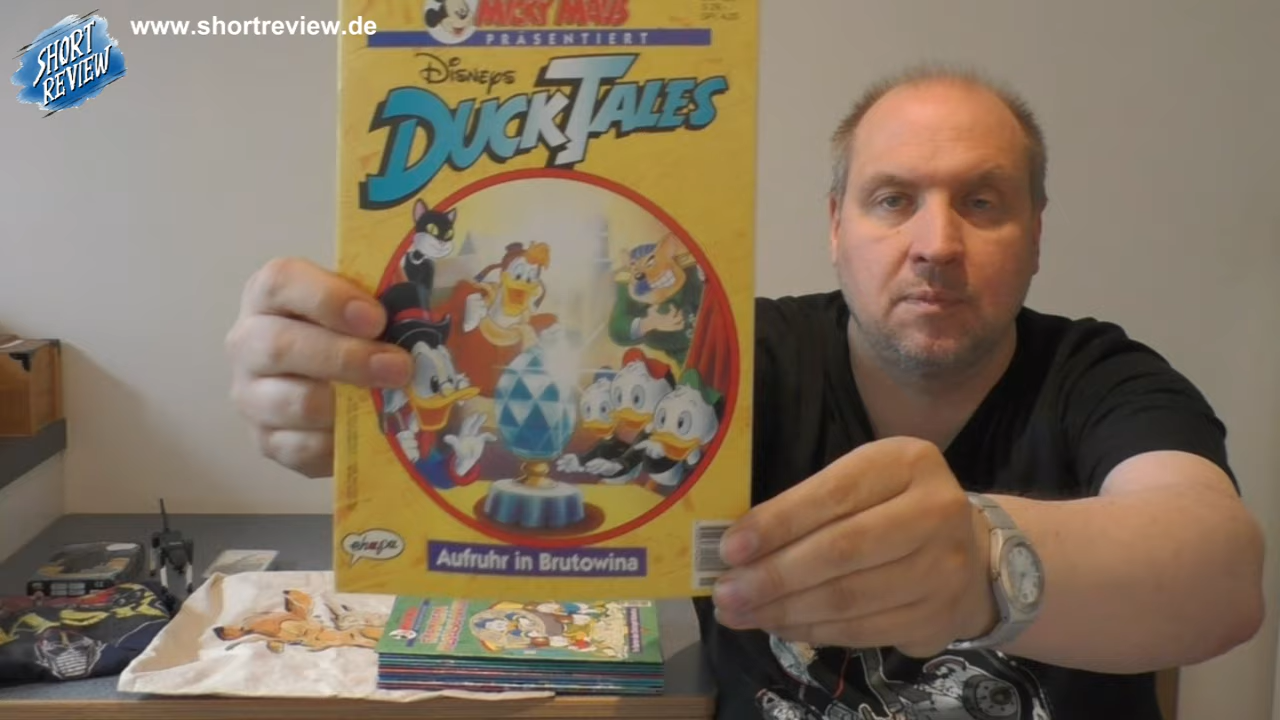 SHORT
REVIEW
www.shortreview.de
MICKY MAUS
PRÄSENTIERT
DISNEYS
DUCKTALES
ehapa
Aufruhr in Brutowina